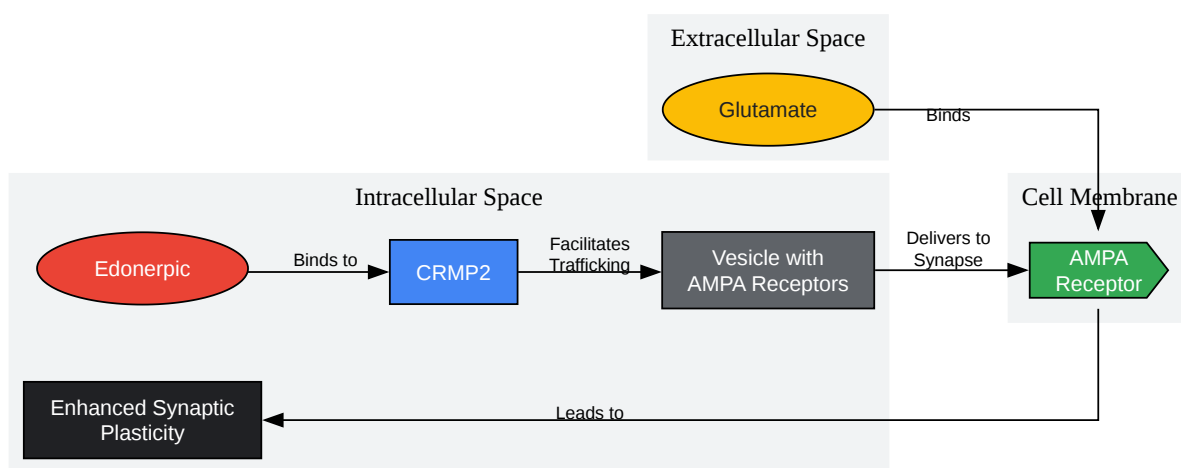 Extracellular Space
Glutamate
Binds
Intracellular Space
Cell Membrane
Edonerpic
Binds to
CRMP2
Facilitates
Trafficking
Vesicle with
AMPA Receptors
Delivers to
Synapse
AMPA
Receptor
Enhanced Synaptic
Plasticity
Leads to